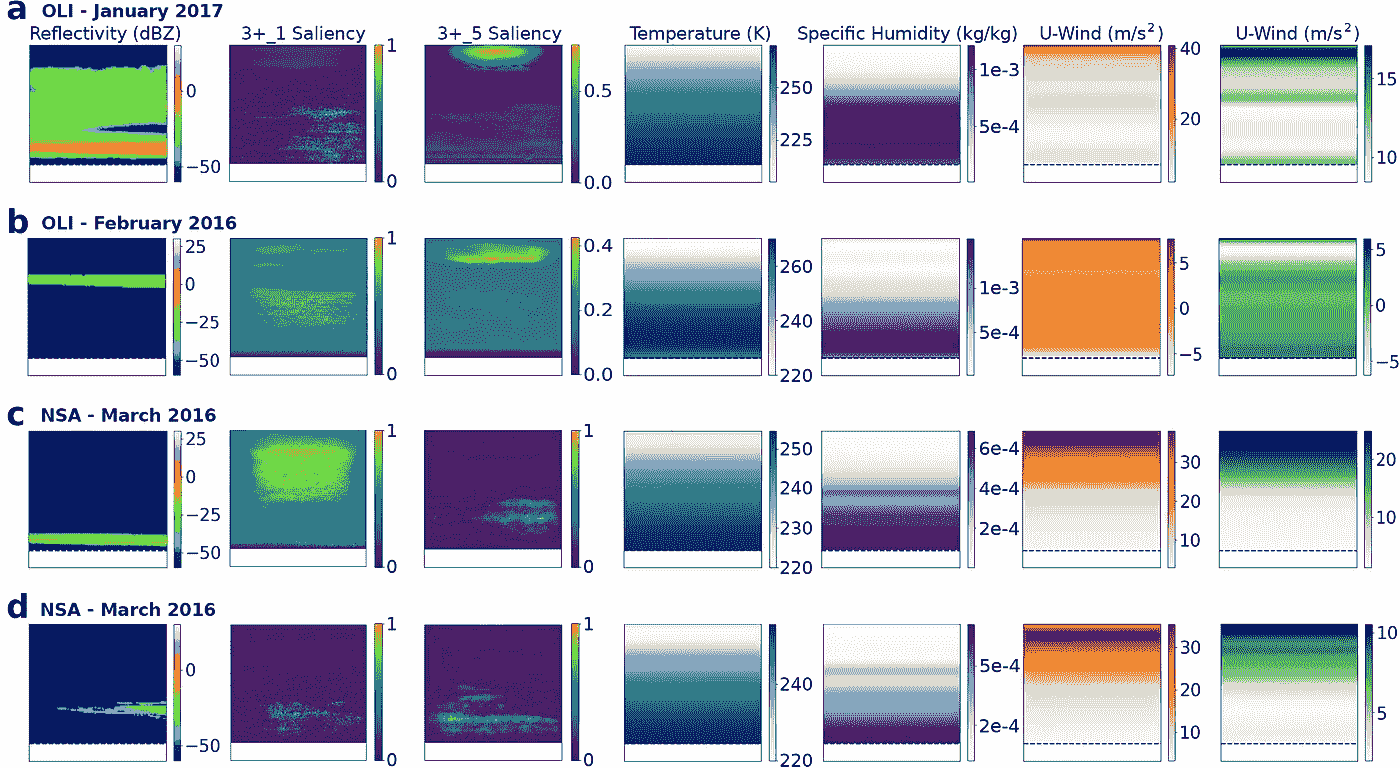 a OLI - January 2017
Reflectivity (dBZ) 3+_1 Saliency 3+_5 Saliency Temperature (K) Specific Humidity (kg/kg) U-Wind (m/s²) U-Wind (m/s²)
0 −50
1 0
0.5 0.0
250 225
1e-3 5e-4
40 20
15 10
b OLI - February 2016
25 0 −25 −50
1 0
0.4 0.2 0.0
260 240 220
1e-3 5e-4
5 0 −5
5 0 −5
c NSA - March 2016
25 0 −25 −50
1 0
1 0
250 240 230 220
6e-4 4e-4 2e-4
30 20 10
20 10
d NSA - March 2016
0 −50
1 0
1 0
240 220
5e-4 2e-4
30 20 10
10 5